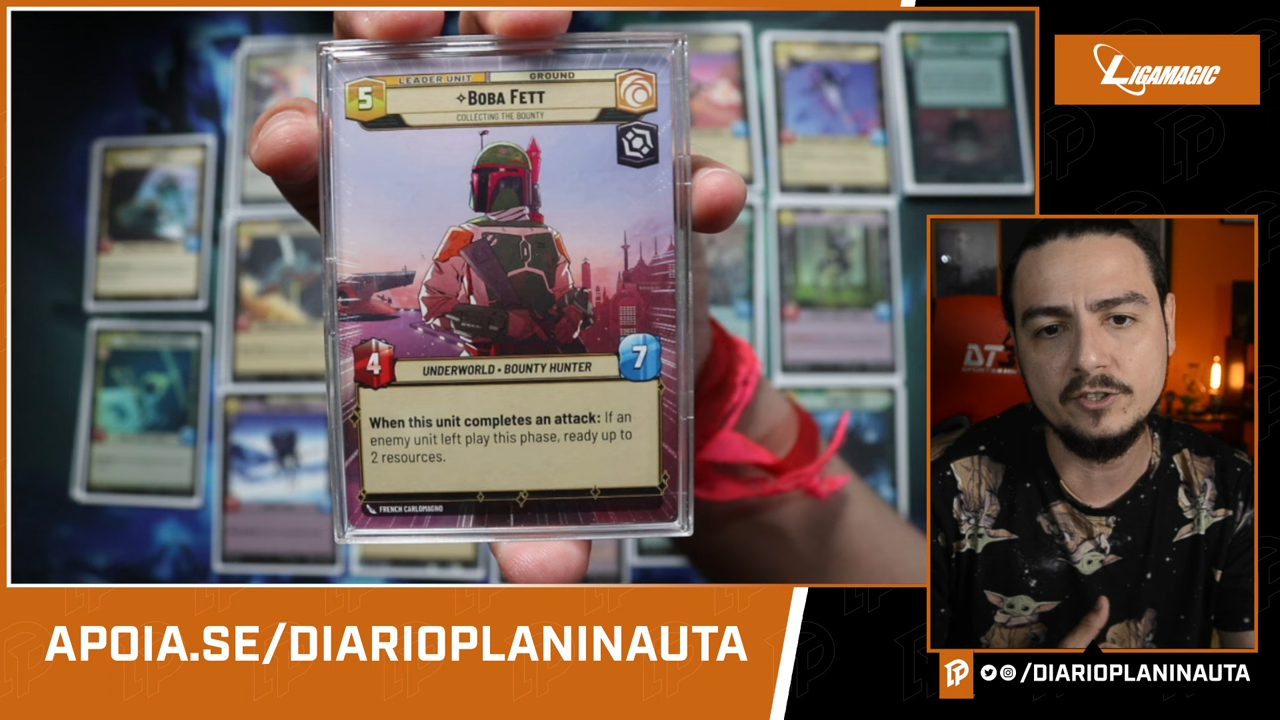 LEADER UNIT
GROUND
5
BOBA FETT
COLLECTING THE BOUNTY
4
UNDERWORLD • BOUNTY HUNTER
7
When this unit completes an attack: If an
enemy unit left play this phase, ready up to
2 resources.
FRENCH CARLOMAGNO
LIGAMAGIC
DT3
APOIA.SE/DIARIOPLANINAUTA
/DIARIOPLANINAUTA